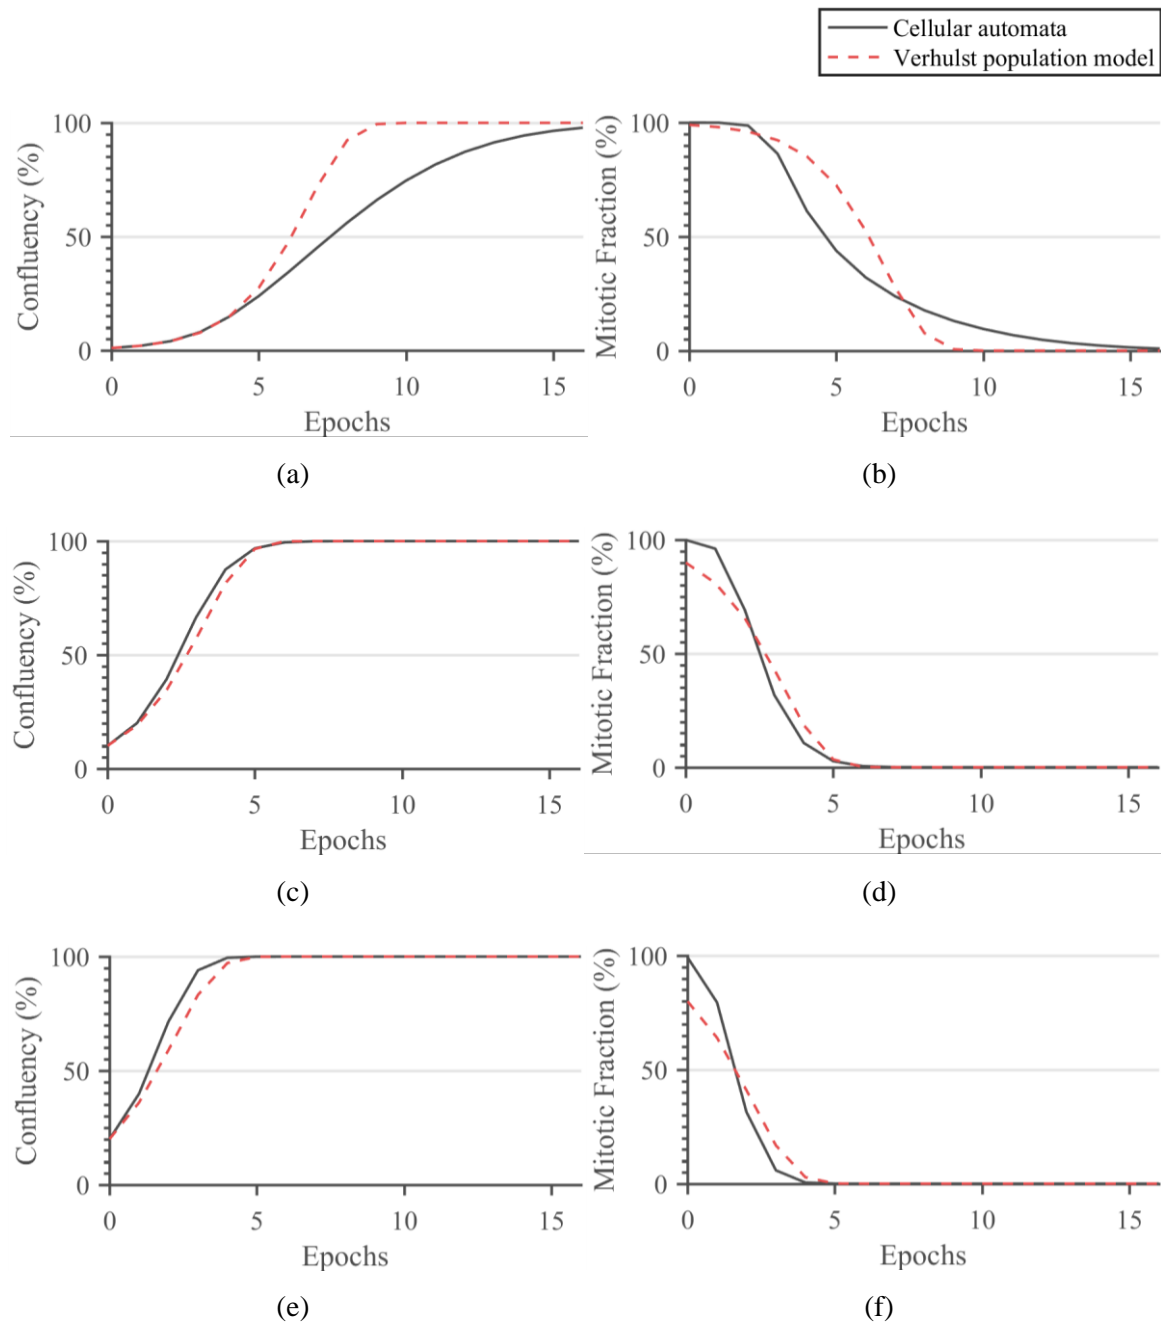 Cellular automata
Verhulst population model
Confluency (%)
100
50
0
0 5 10 15
Epochs
(a)
Mitotic Fraction (%)
100
50
0
0 5 10 15
Epochs
(b)
Confluency (%)
100
50
0
0 5 10 15
Epochs
(c)
Mitotic Fraction (%)
100
50
0
0 5 10 15
Epochs
(d)
Confluency (%)
100
50
0
0 5 10 15
Epochs
(e)
Mitotic Fraction (%)
100
50
0
0 5 10 15
Epochs
(f)